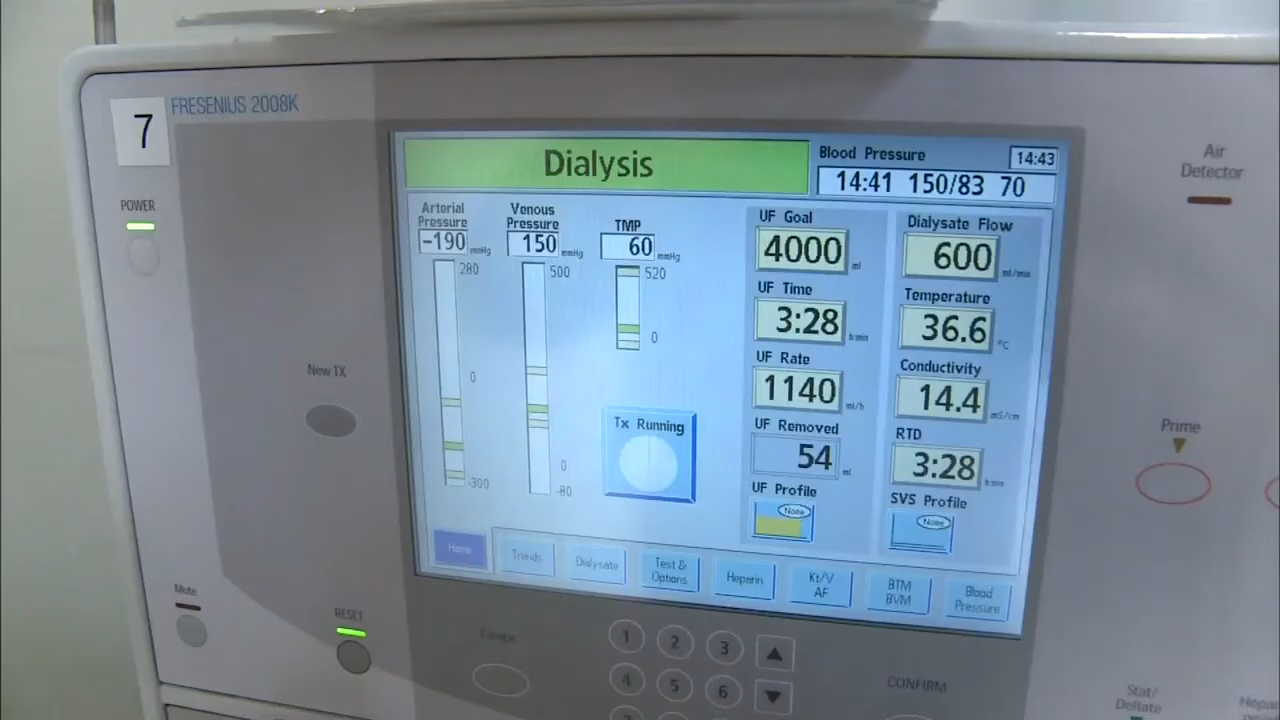 7
FRESENIUS 2008K
POWER
New TX
Mute
RESET
Dialysis
Blood Pressure
14:43
14:41 150/83 70
Arterial
Pressure
-190 mmHg
280
0
-300
Venous
Pressure
150 mmHg
500
0
-80
TMP
60 mmHg
520
0
Tx Running
UF Goal
4000 ml
UF Time
3:28 h:min
UF Rate
1140 ml/h
UF Removed
54 ml
UF Profile
None
Dialysate Flow
600 ml/min
Temperature
36.6 °C
Conductivity
14.4 mS/cm
RTD
3:28 h:min
SVS Profile
None
Home
Trends
Dialysate
Test &
Options
Heparin
Kt/V
AF
BTM
BVM
Blood
Pressure
Escape
1 2 3
4 5 6
CONFIRM
Air
Detector
Prime
Stat/
Deflate